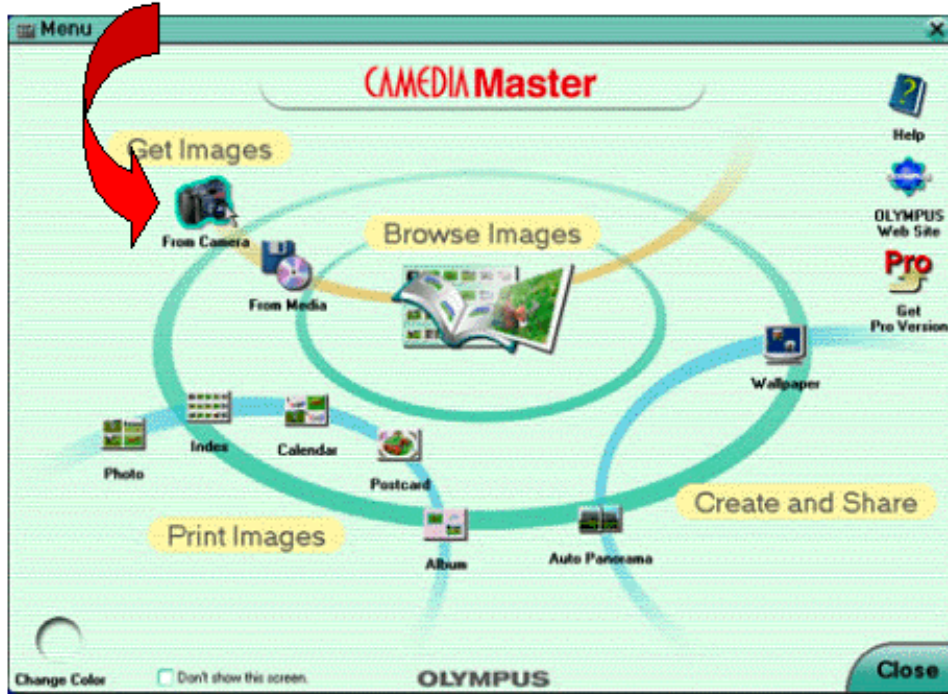 Menu
CAMEDIA Master
Get Images
From Camera
From Media
Browse Images
Help
OLYMPUS
Web Site
Pro
Get
Pro Version
Wallpaper
Photo
Index
Calendar
Postcard
Album
Auto Panorama
Print Images
Create and Share
Change Color
Don't show this screen.
OLYMPUS
Close